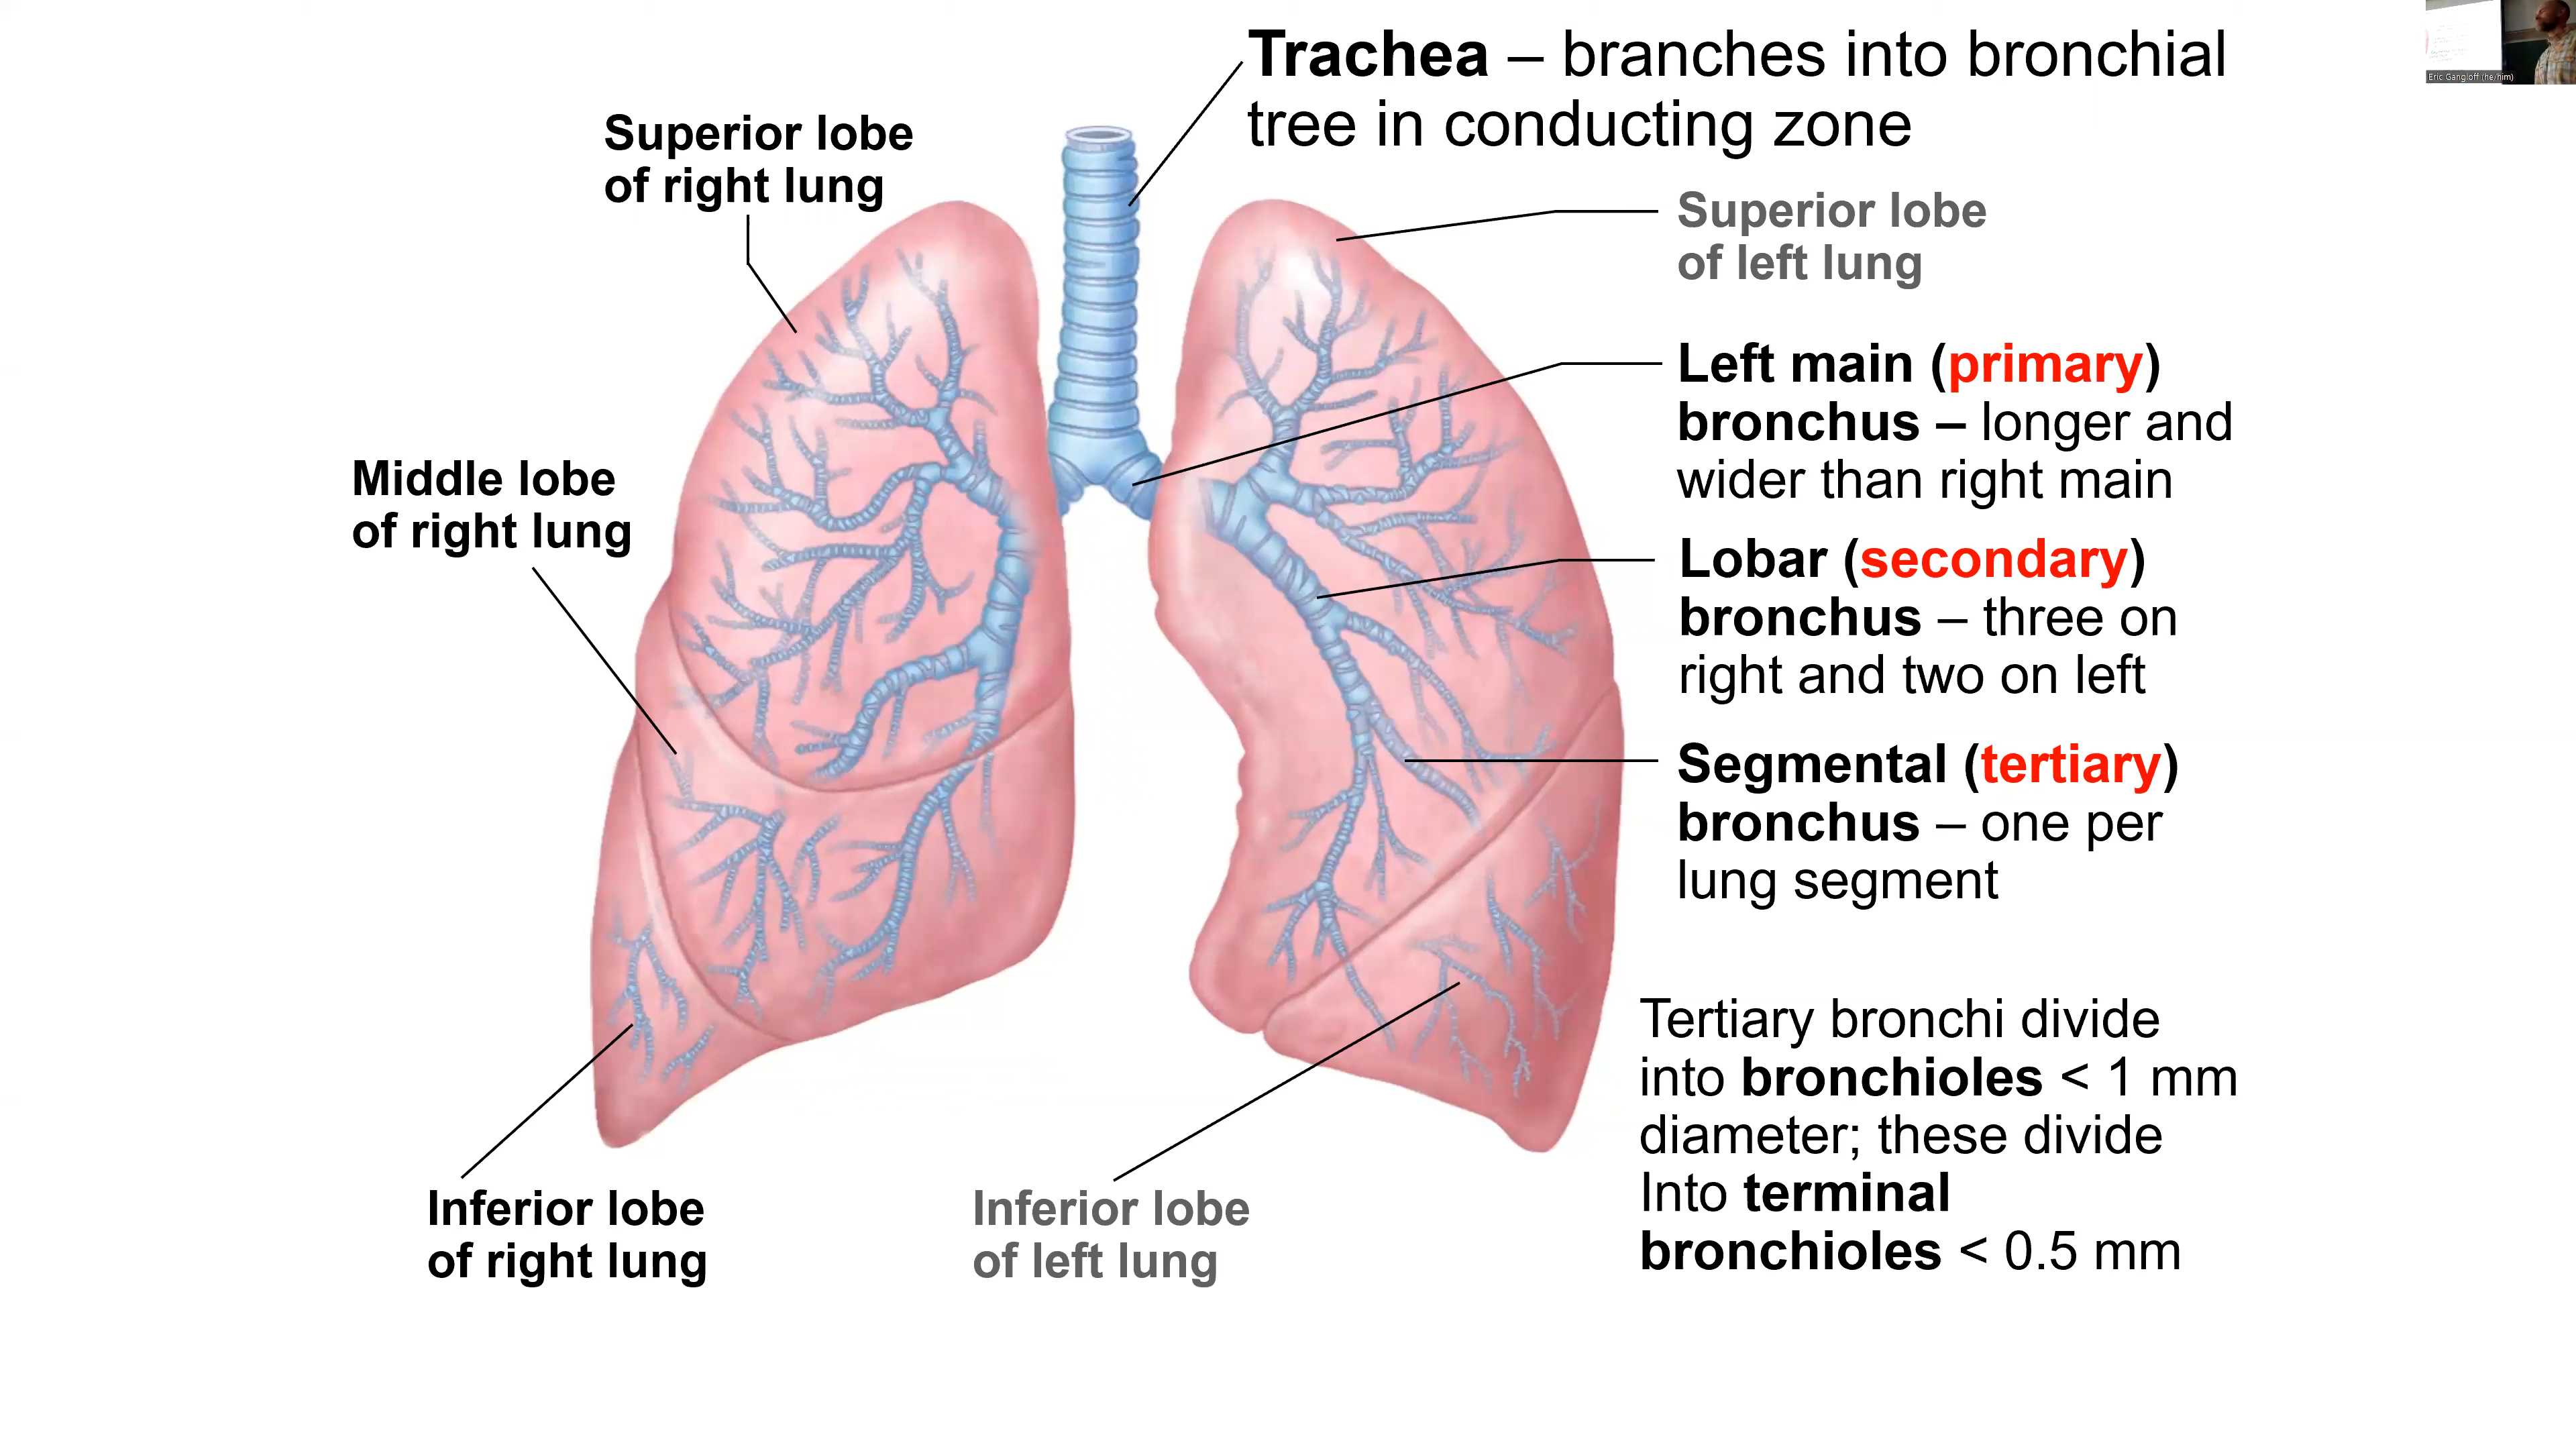 Trachea – branches into bronchial
tree in conducting zone
Eric Gangloff (he/him)
Superior lobe
of right lung
Superior lobe
of left lung
Left main (primary)
bronchus – longer and
wider than right main
Middle lobe
of right lung
Lobar (secondary)
bronchus – three on
right and two on left
Segmental (tertiary)
bronchus – one per
lung segment
Tertiary bronchi divide
into bronchioles < 1 mm
diameter; these divide
Into terminal
bronchioles < 0.5 mm
Inferior lobe
of right lung
Inferior lobe
of left lung